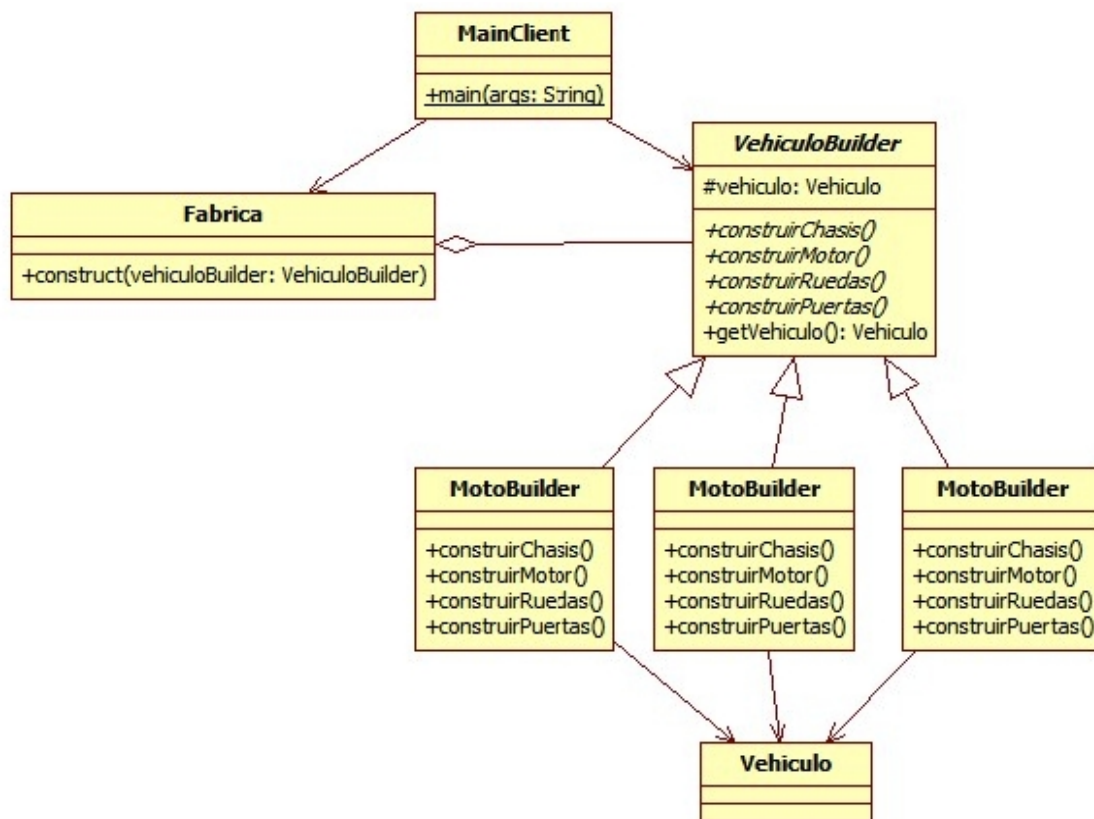 MainClient
+main(args: String)
VehiculoBuilder
#vehiculo: Vehiculo
+construirChasis()
+construirMotor()
+construirRuedas()
+construirPuertas()
+getVehiculo(): Vehiculo
Fabrica
+construct(vehiculoBuilder: VehiculoBuilder)
MotoBuilder
+construirChasis()
+construirMotor()
+construirRuedas()
+construirPuertas()
MotoBuilder
+construirChasis()
+construirMotor()
+construirRuedas()
+construirPuertas()
MotoBuilder
+construirChasis()
+construirMotor()
+construirRuedas()
+construirPuertas()
Vehiculo